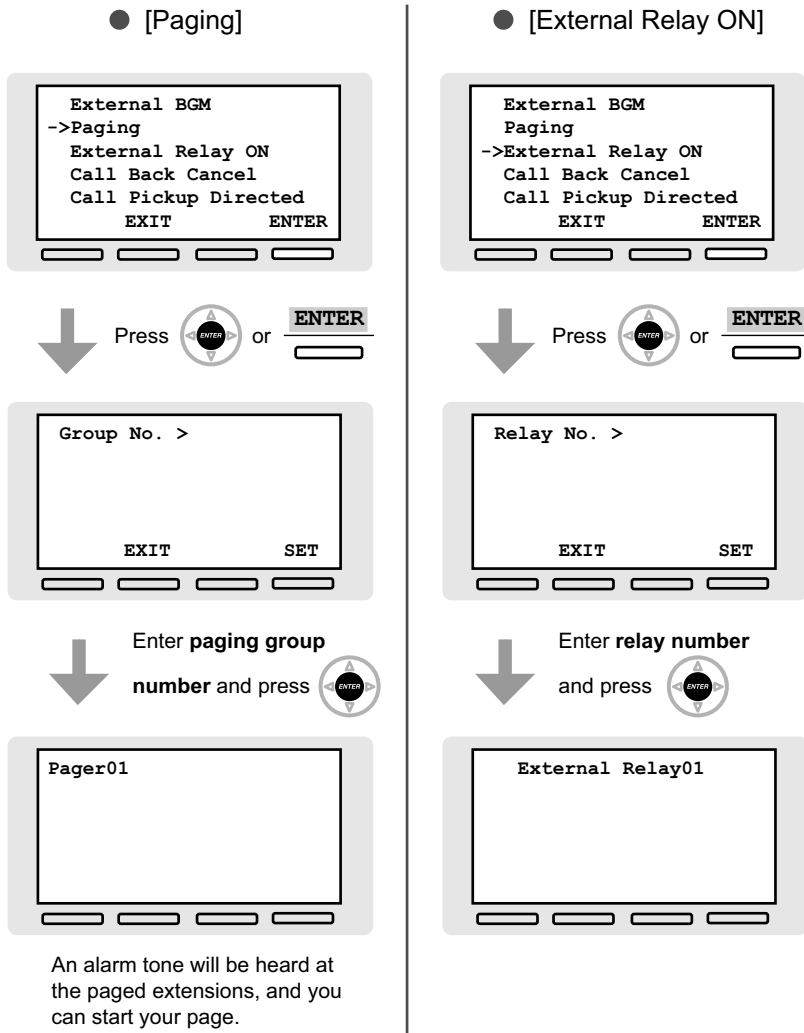 ● [Paging]
External BGM
->Paging
External Relay ON
Call Back Cancel
Call Pickup Directed
EXIT ENTER
Press ENTER or ENTER
Group No. >
EXIT SET
Enter paging group
number and press ENTER
Pager01
An alarm tone will be heard at
the paged extensions, and you
can start your page.
● [External Relay ON]
External BGM
Paging
->External Relay ON
Call Back Cancel
Call Pickup Directed
EXIT ENTER
Press ENTER or ENTER
Relay No. >
EXIT SET
Enter relay number
and press ENTER
External Relay01